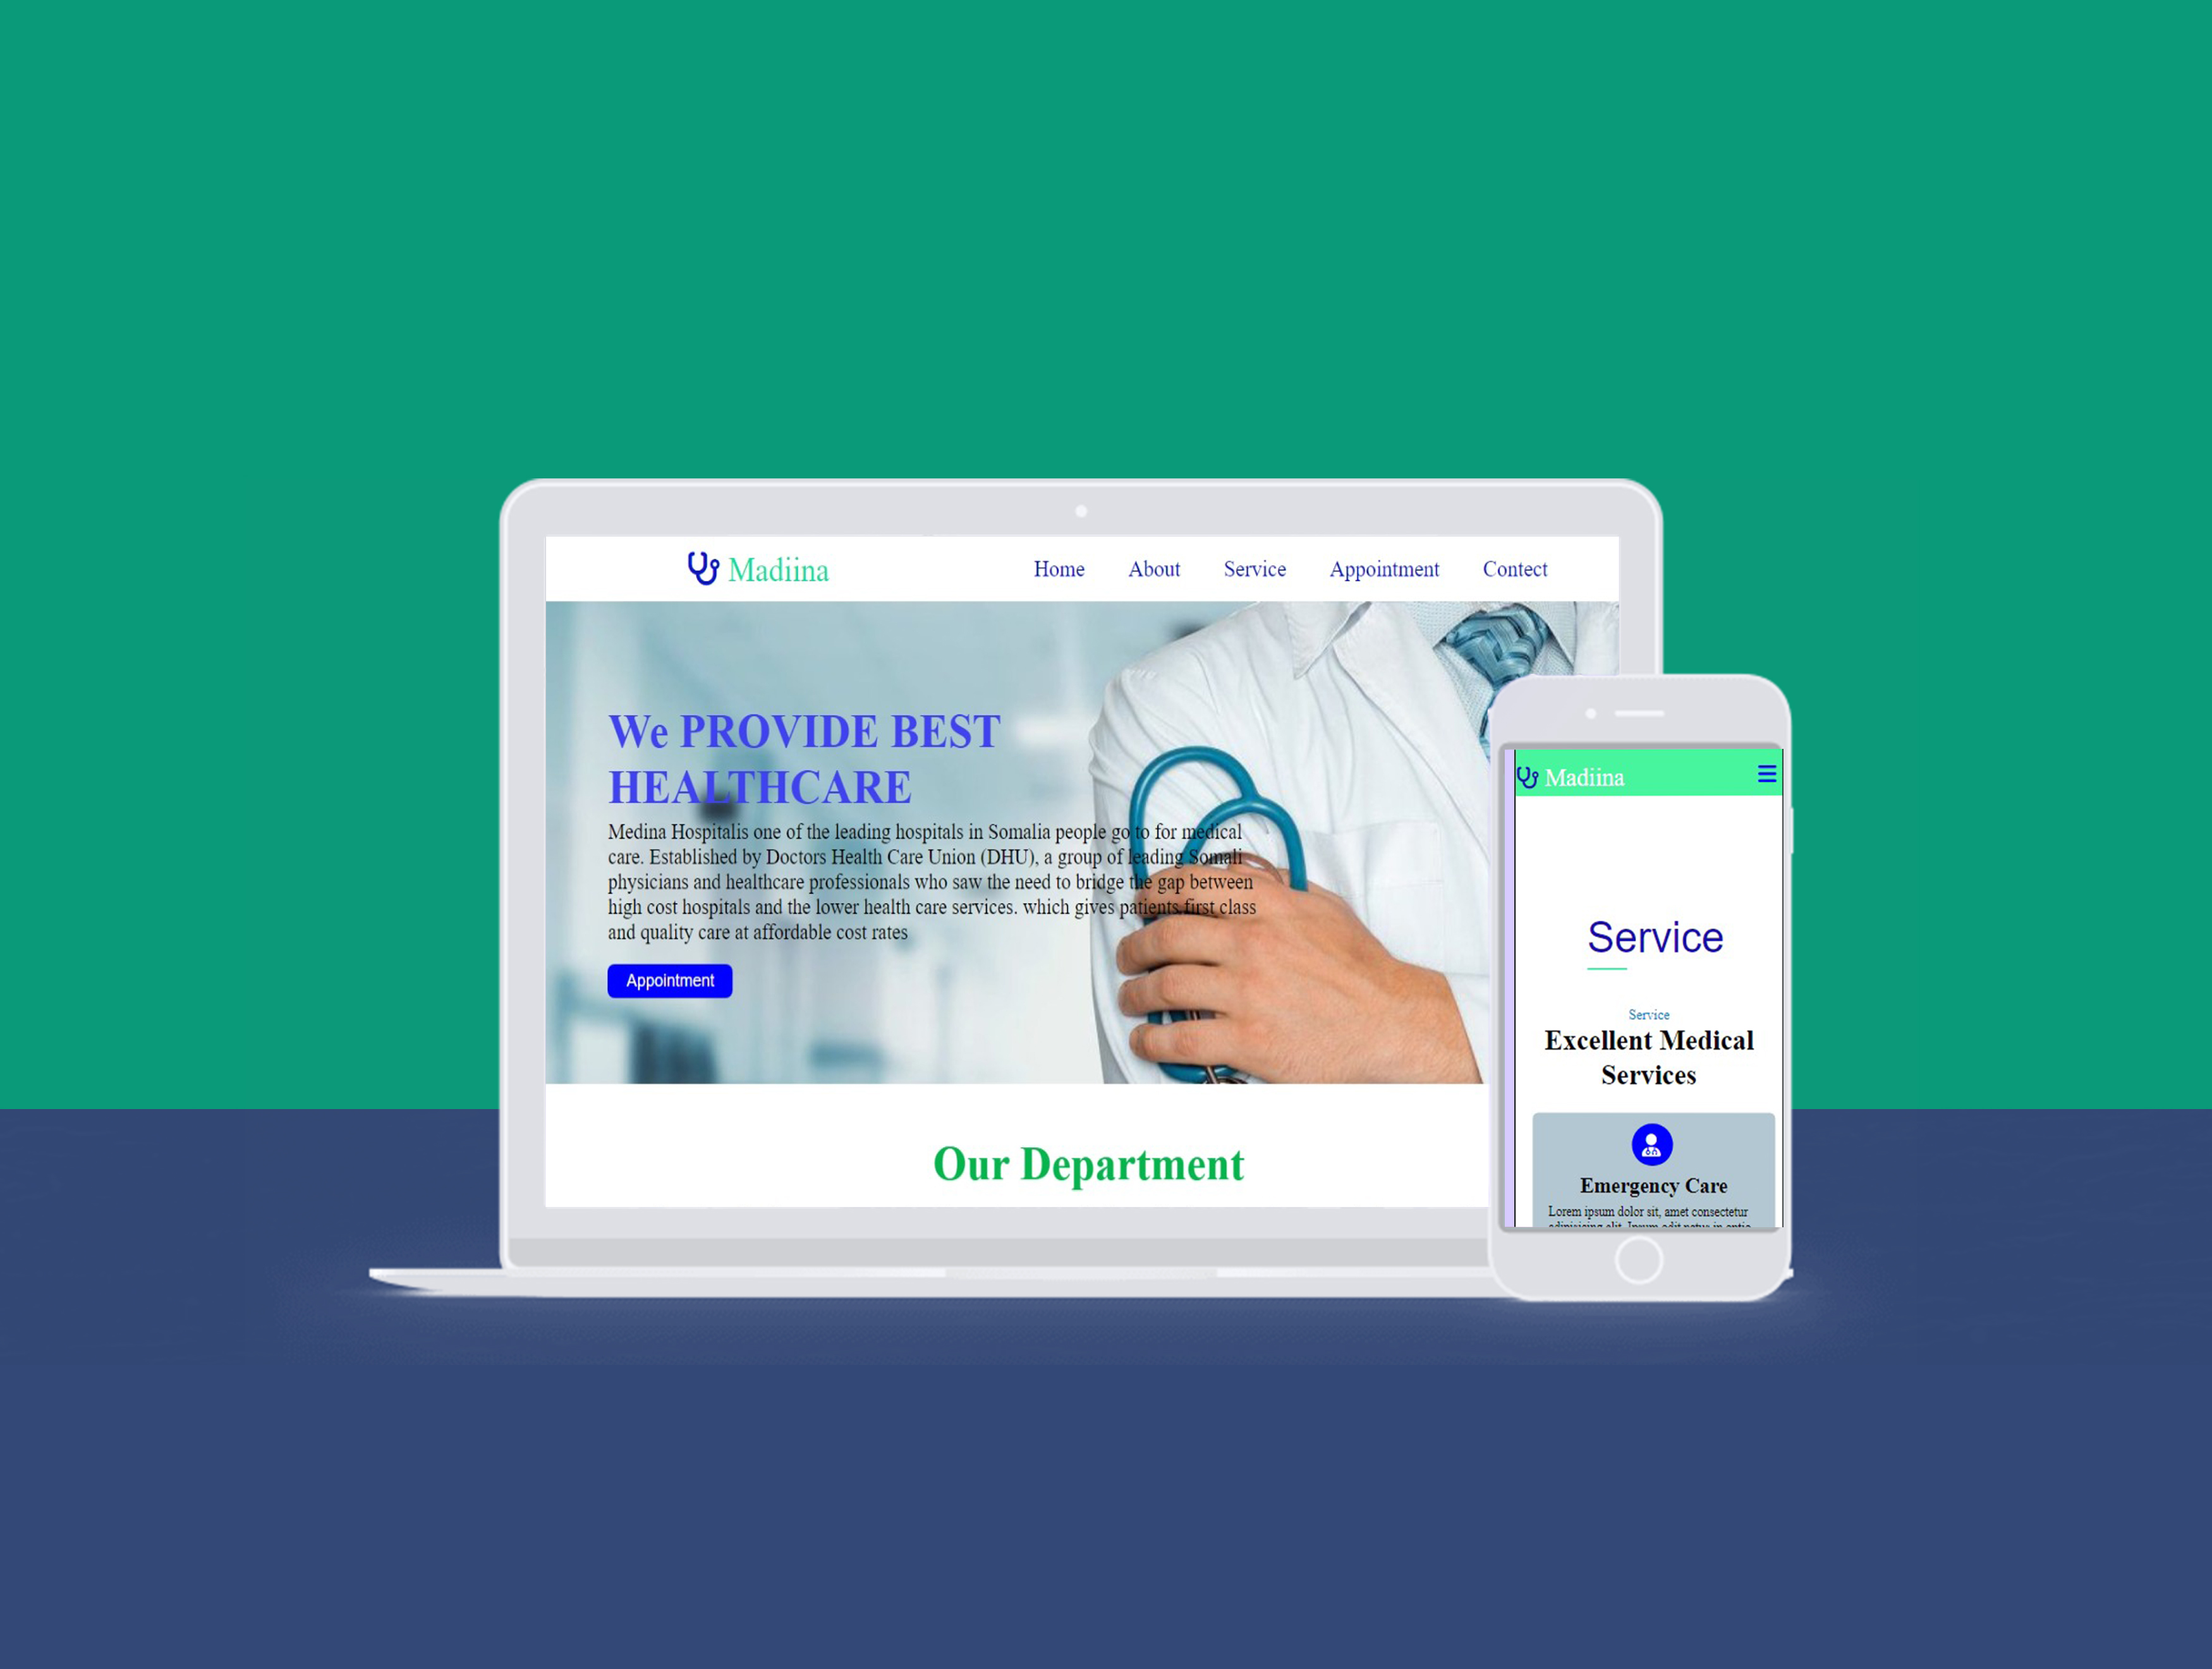 Madiina
Home About Service Appointment Contect
We PROVIDE BEST
HEALTHCARE
Medina Hospitalis one of the leading hospitals in Somalia people go to for medical
care. Established by Doctors Health Care Union (DHU), a group of leading Somali
physicians and healthcare professionals who saw the need to bridge the gap between
high cost hospitals and the lower health care services. which gives patients first class
and quality care at affordable cost rates
Appointment
Our Department
Madiina
Service
Service
Excellent Medical
Services
Emergency Care
Lorem ipsum dolor sit, amet consectetur